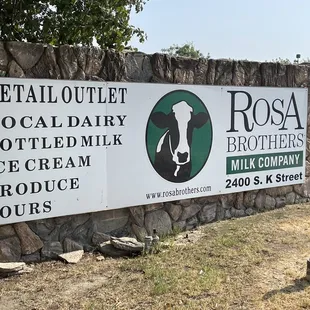 ETAIL OUTLET
OCAL DAIRY
OTTLED MILK
CE CREAM
RODUCE
OURS
www.rosabrothers.com
ROSA
BROTHERS
MILK COMPANY
2400 S. K Street